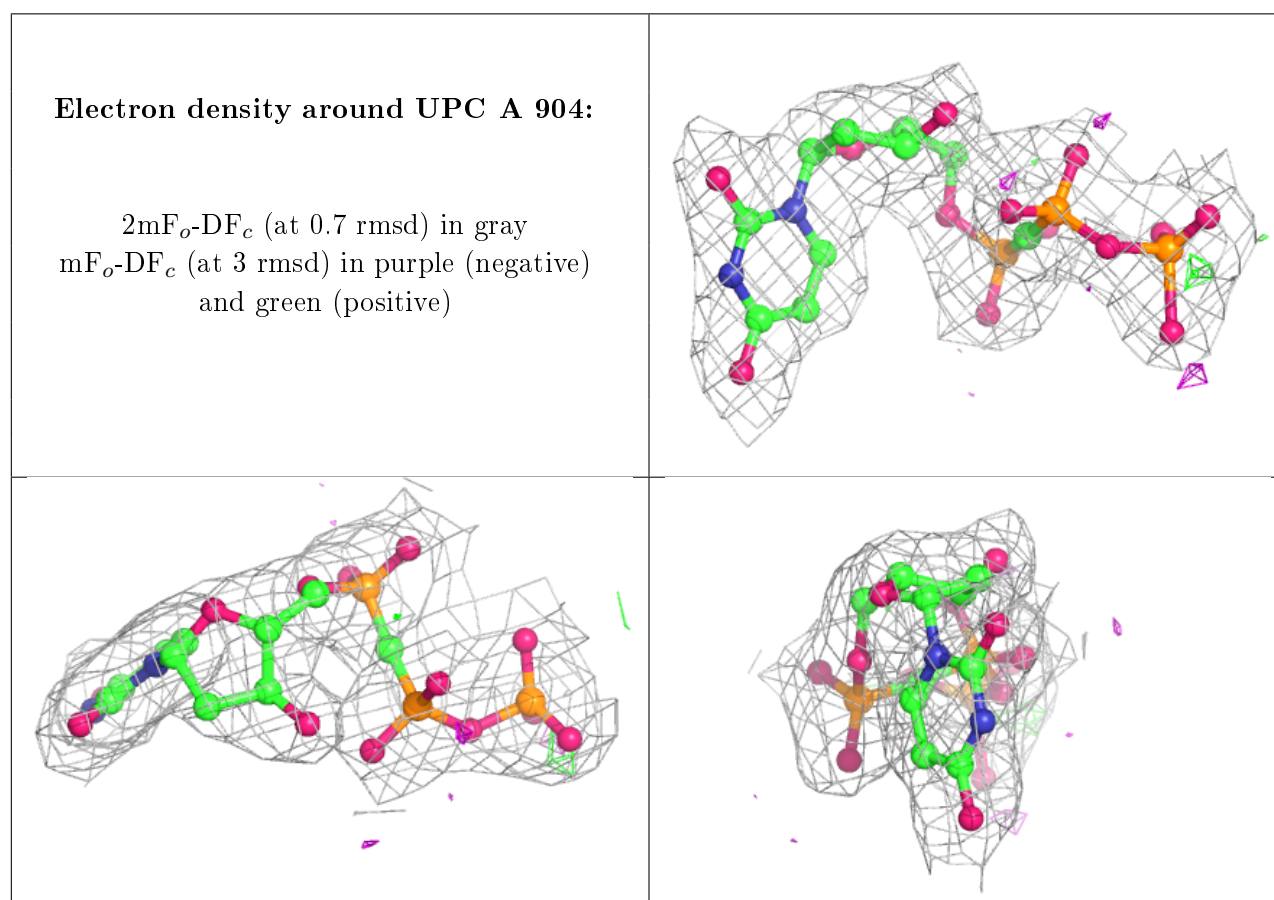 Electron density around UPC A 904:
2mFo-DFc (at 0.7 rmsd) in gray
mFo-DFc (at 3 rmsd) in purple (negative)
and green (positive)